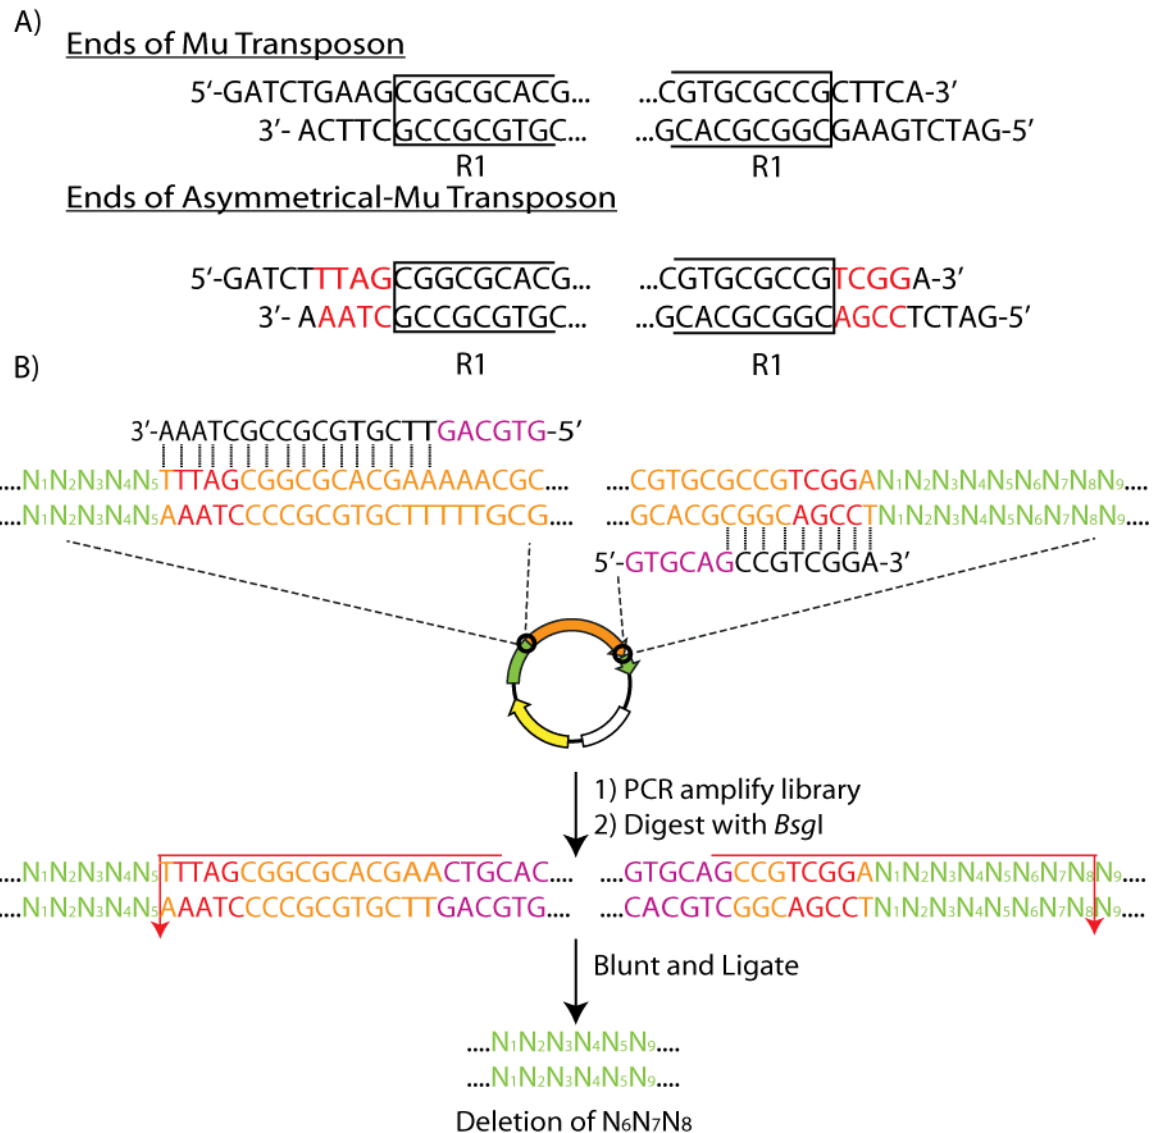 A)
Ends of Mu Transposon
5'-GATCTGAAGCGGCGCACG... ...CGTGCGCCGCTTCA-3'
3'- ACTTCGCCGCGTGC... ...GCACGCGGCGAAGTCTAG-5'
R1 R1
Ends of Asymmetrical-Mu Transposon
5'-GATCTTTAGCGGCGCACG... ...CGTGCGCCGTCGGA-3'
3'- AAATCGCCGCGTGC... ...GCACGCGGCAGCCTCTAG-5'
R1 R1
B)
3'-AAATCGCCGCGTGCTTGACGTG-5'
....N1N2N3N4N5TTTAGCGGCGCACGAAAAACGC.... ....CGTGCGCCGTCGGAN1N2N3N4N5N6N7N8N9....
....N1N2N3N4N5AAATCCCCGCGTGCTTTTTGCG.... ....GCACGCGGCAGCCTN1N2N3N4N5N6N7N8N9....
5'-GTGCAGCCGTCGGA-3'
1) PCR amplify library
2) Digest with BsgI
....N1N2N3N4N5TTTAGCGGCGCACGAACTGCAC.... ....GTGCAGCCGTCGGAN1N2N3N4N5N6N7N8N9....
....N1N2N3N4N5AAATCCCCGCGTGCTTGACGTG.... ....CACGTCGGCAGCCTN1N2N3N4N5N6N7N8N9....
Blunt and Ligate
....N1N2N3N4N5N9....
....N1N2N3N4N5N9....
Deletion of N6N7N8